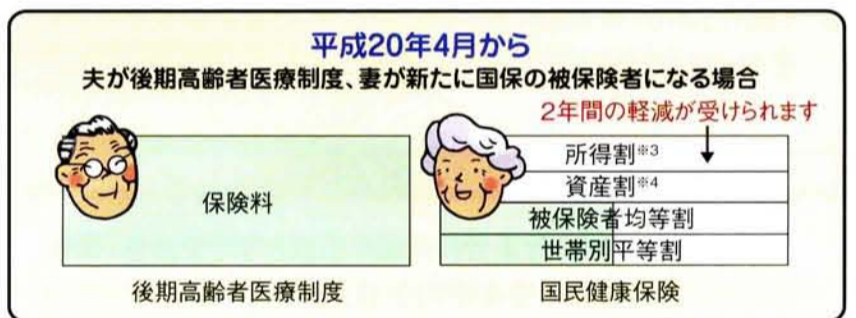 平成20年4月から
夫が後期高齢者医療制度、妻が新たに国保の被保険者になる場合
2年間の軽減が受けられます
保険料
所得割※3
資産割※4
被保険者均等割
世帯別平等割
後期高齢者医療制度
国民健康保険